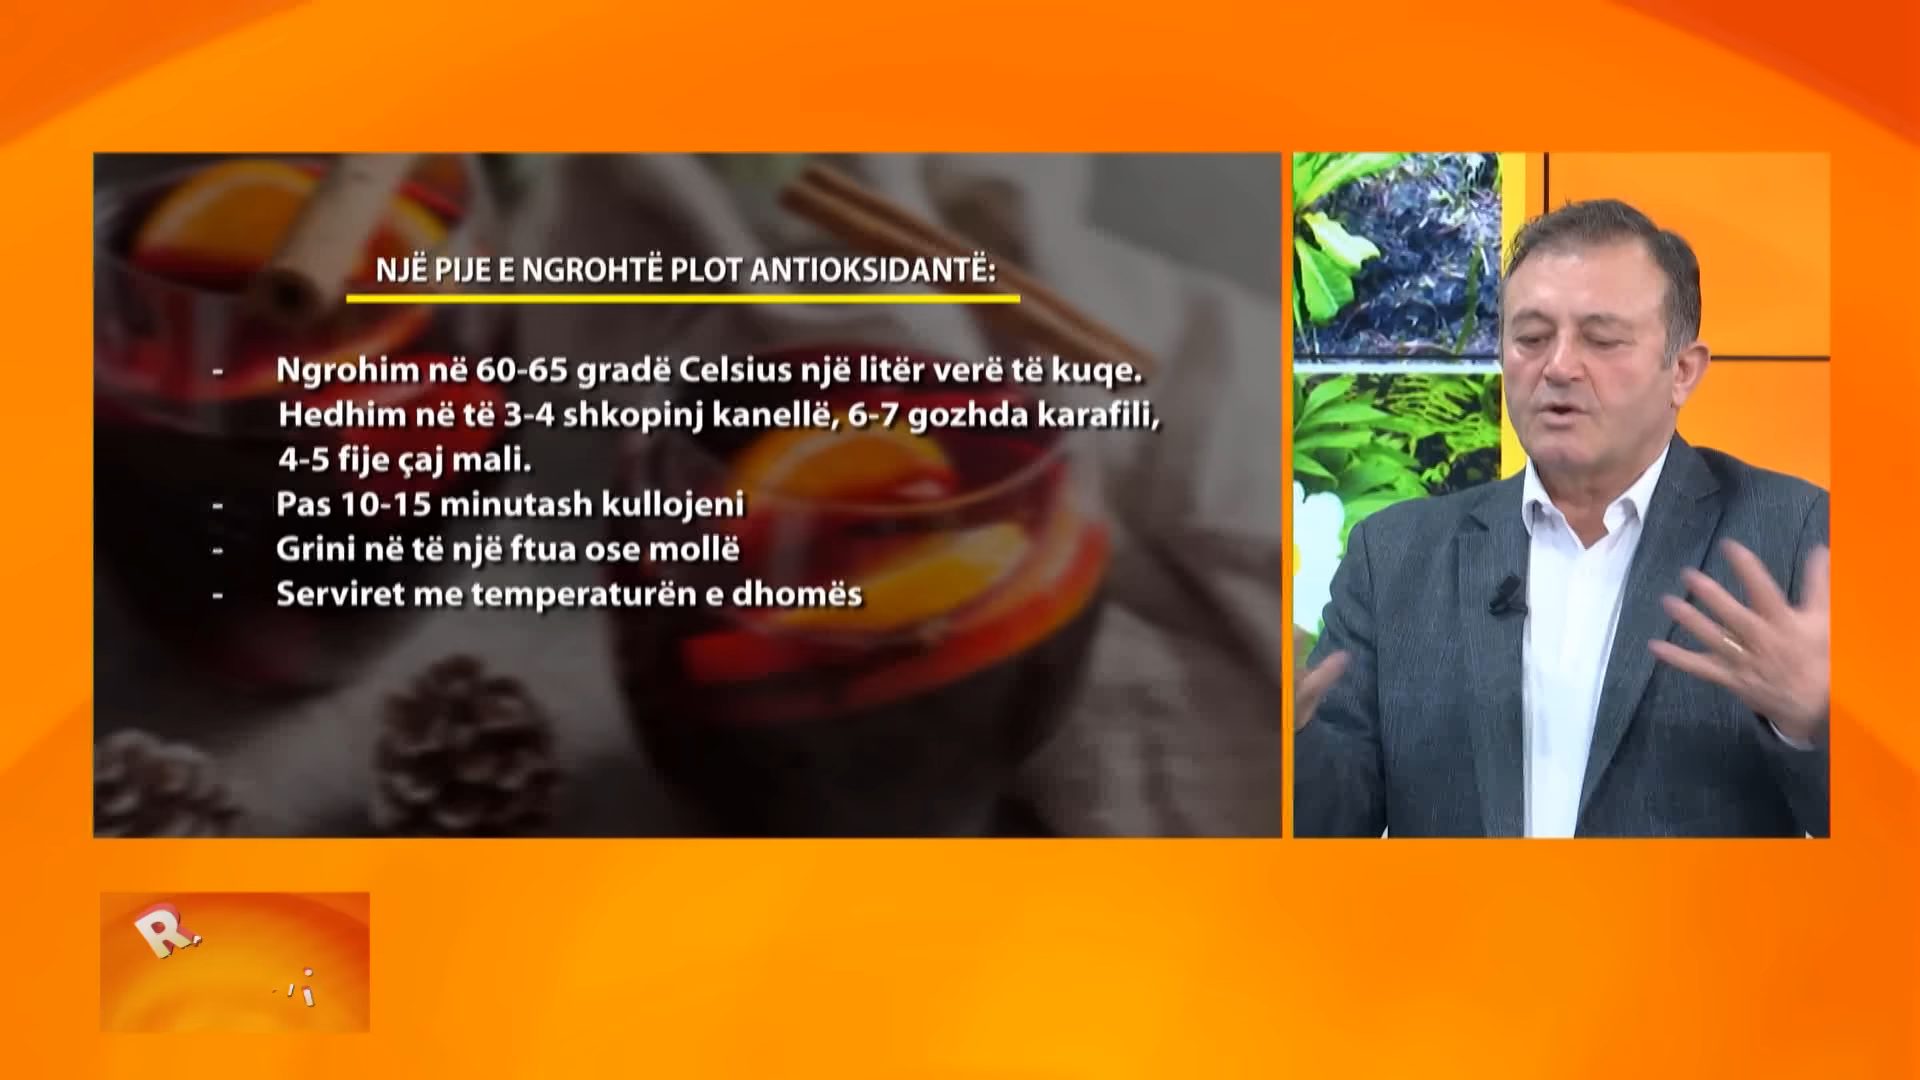 NJË PIJE E NGROHTË PLOT ANTIOKSIDANTË:
- Ngrohim në 60-65 gradë Celsius një litër verë të kuqe.
Hedhim në të 3-4 shkopinj kanellë, 6-7 gozhda karafili,
4-5 fije çaj mali.
- Pas 10-15 minutash kullojeni
- Grini në të një ftua ose mollë
- Serviret me temperaturën e dhomës
R.